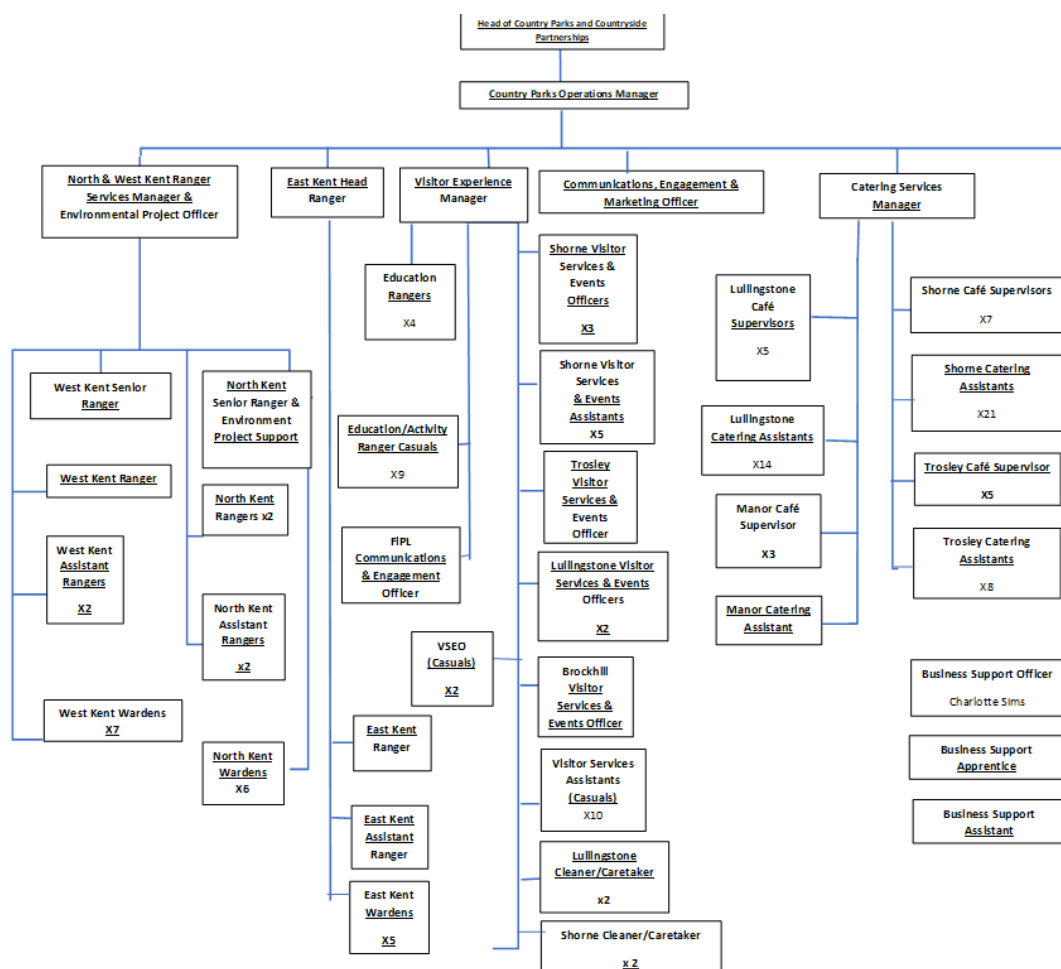 Head of Country Parks and Countryside
Partnerships
Country Parks Operations Manager
North & West Kent Ranger
Services Manager &
Environmental Project Officer
East Kent Head
Ranger
Visitor Experience
Manager
Communications, Engagement &
Marketing Officer
Catering Services
Manager
Education
Rangers
X4
Shorne Visitor
Services &
Events
Officers
X3
Lullingstone
Café
Supervisors
X5
Shorne Café Supervisors
X7
West Kent Senior
Ranger
North Kent
Senior Ranger &
Environment
Project Support
Shorne Visitor
Services
& Events
Assistants
X5
Shorne Catering
Assistants
X21
Education/Activity
Ranger Casuals
X9
Lullingstone
Catering Assistants
X14
West Kent Ranger
North Kent
Rangers x2
Trosley
Visitor
Services &
Events
Officer
Trosley Café Supervisor
X5
Manor Café
Supervisor
X3
West Kent
Assistant
Rangers
X2
FiPL
Communications
& Engagement
Officer
Trosley Catering
Assistants
X8
Lullingstone Visitor
Services & Events
Officers
X2
North Kent
Assistant
Rangers
x2
Manor Catering
Assistant
VSEO
(Casuals)
X2
Brockhill
Visitor
Services &
Events Officer
Business Support Officer
Charlotte Sims
West Kent Wardens
X7
East Kent
Ranger
North Kent
Wardens
X6
Visitor Services
Assistants
(Casuals)
X10
Business Support
Apprentice
East Kent
Assistant
Ranger
Business Support
Assistant
Lullingstone
Cleaner/Caretaker
x2
East Kent
Wardens
X5
Shorne Cleaner/Caretaker
x 2